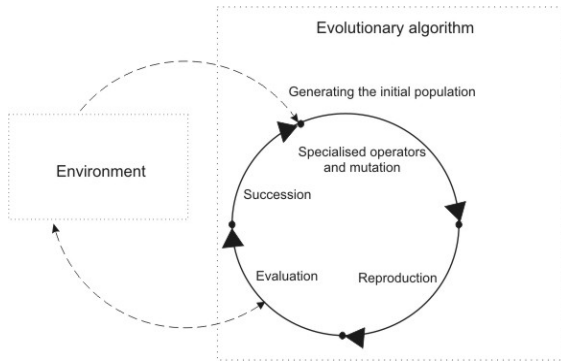 Evolutionary algorithm
Generating the initial population
Specialised operators
and mutation
Environment
Succession
Evaluation
Reproduction